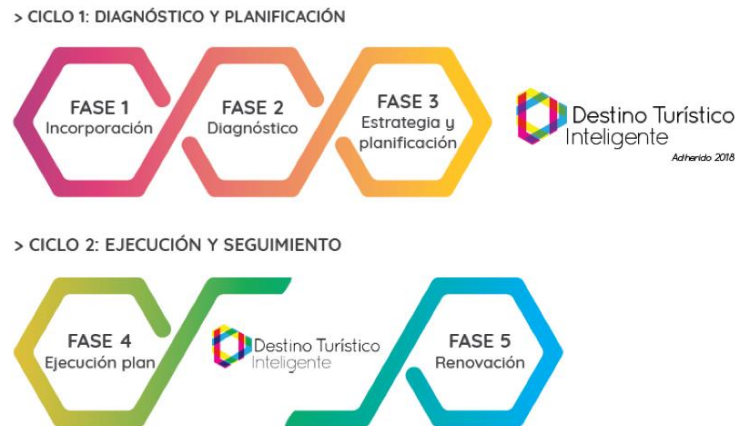 > CICLO 1: DIAGNÓSTICO Y PLANIFICACIÓN
FASE 1
Incorporación
FASE 2
Diagnóstico
FASE 3
Estrategia y
planificación
Destino Turístico
Inteligente
Adherido 2018
> CICLO 2: EJECUCIÓN Y SEGUIMIENTO
FASE 4
Ejecución plan
Destino Turístico
Inteligente
FASE 5
Renovación